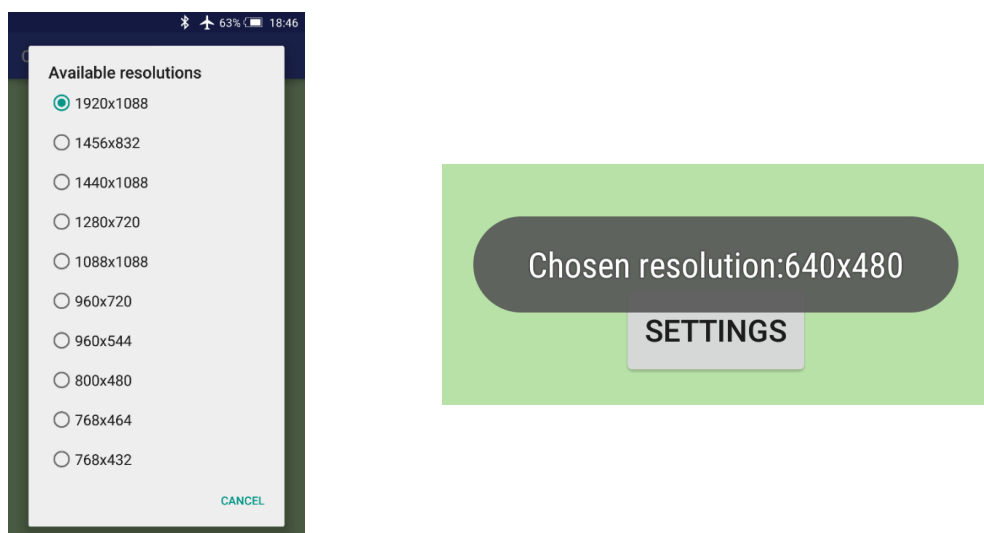 63% 18:46
Available resolutions
1920x1088
1456x832
1440x1088
1280x720
1088x1088
960x720
960x544
800x480
768x464
768x432
CANCEL
Chosen resolution:640x480
SETTINGS